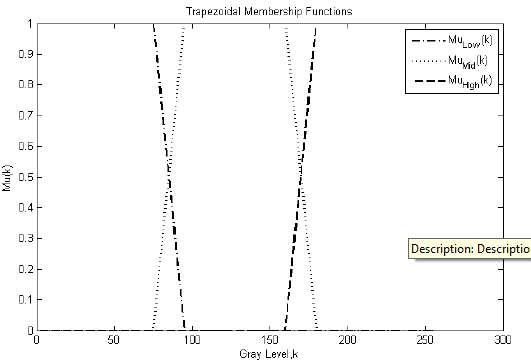 Trapezoidal Membership Functions
Mu_Low(k)
Mu_Mid(k)
Mu_High(k)
1
0.9
0.8
0.7
0.6
0.5
0.4
0.3
0.2
0.1
0
Mu(k)
Description: Descriptio
0 50 100 150 200 250 300
Gray Level,k